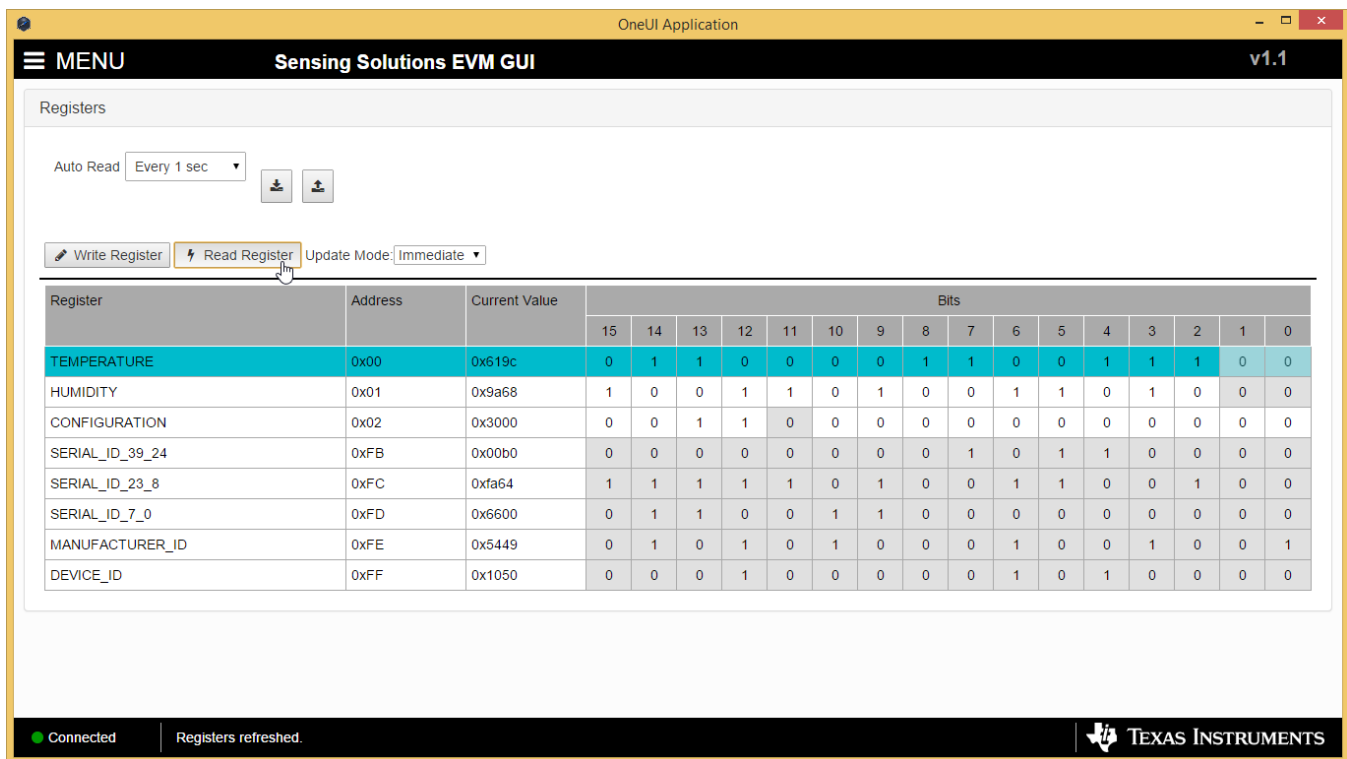 OneUI Application
MENU Sensing Solutions EVM GUI v1.1
Registers
Auto Read Every 1 sec
Write Register Read Register Update Mode: Immediate
Register Address Current Value Bits
15 14 13 12 11 10 9 8 7 6 5 4 3 2 1 0
TEMPERATURE 0x00 0x619c 0 1 1 0 0 0 0 1 1 0 0 1 1 1 0 0
HUMIDITY 0x01 0x9a68 1 0 0 1 1 0 1 0 0 1 1 0 1 0 0 0
CONFIGURATION 0x02 0x3000 0 0 1 1 0 0 0 0 0 0 0 0 0 0 0 0
SERIAL_ID_39_24 0xFB 0x00b0 0 0 0 0 0 0 0 0 1 0 1 1 0 0 0 0
SERIAL_ID_23_8 0xFC 0xfa64 1 1 1 1 1 0 1 0 0 1 1 0 0 1 0 0
SERIAL_ID_7_0 0xFD 0x6600 0 1 1 0 0 1 1 0 0 0 0 0 0 0 0 0
MANUFACTURER_ID 0xFE 0x5449 0 1 0 1 0 1 0 0 0 1 0 0 1 0 0 1
DEVICE_ID 0xFF 0x1050 0 0 0 1 0 0 0 0 0 1 0 1 0 0 0 0
Connected Registers refreshed. TEXAS INSTRUMENTS